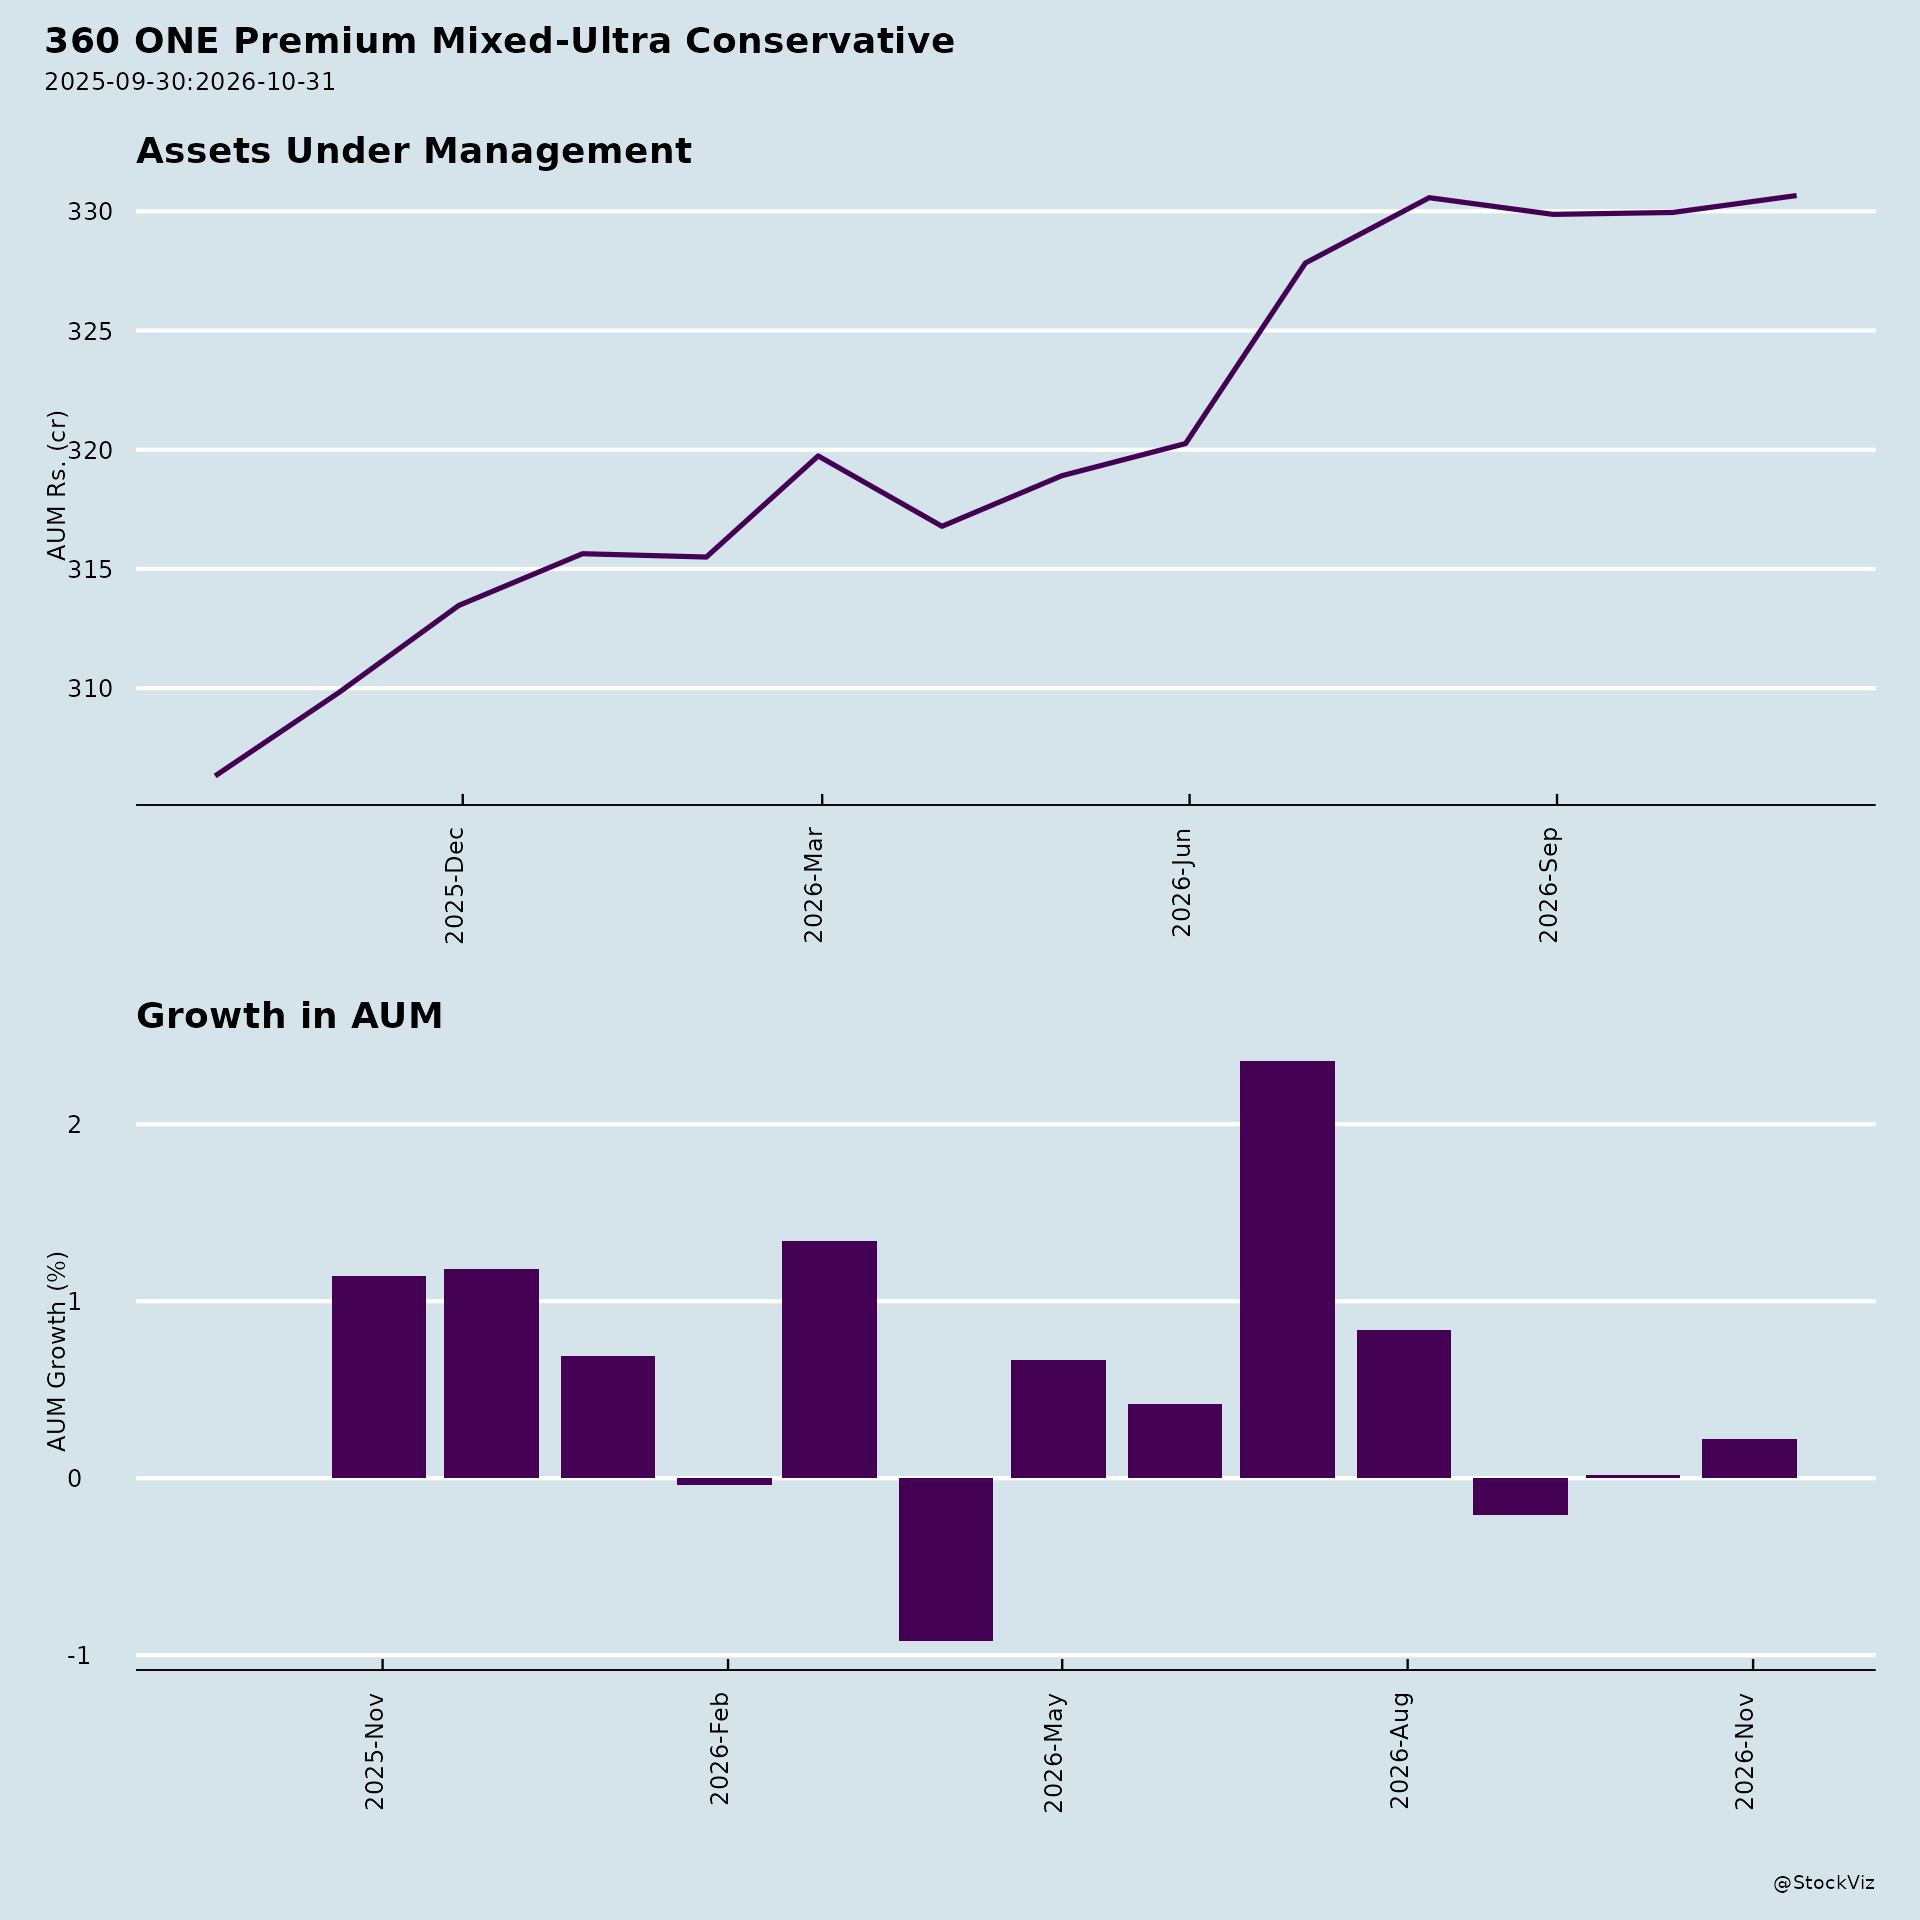 360 ONE Premium Mixed-Ultra Conservative
2025-09-30:2026-10-31
Assets Under Management
AUM Rs. (cr)
330
325
320
315
310
2025-Dec
2026-Mar
2026-Jun
2026-Sep
Growth in AUM
AUM Growth (%)
2
1
0
-1
2025-Nov
2026-Feb
2026-May
2026-Aug
2026-Nov
@StockViz